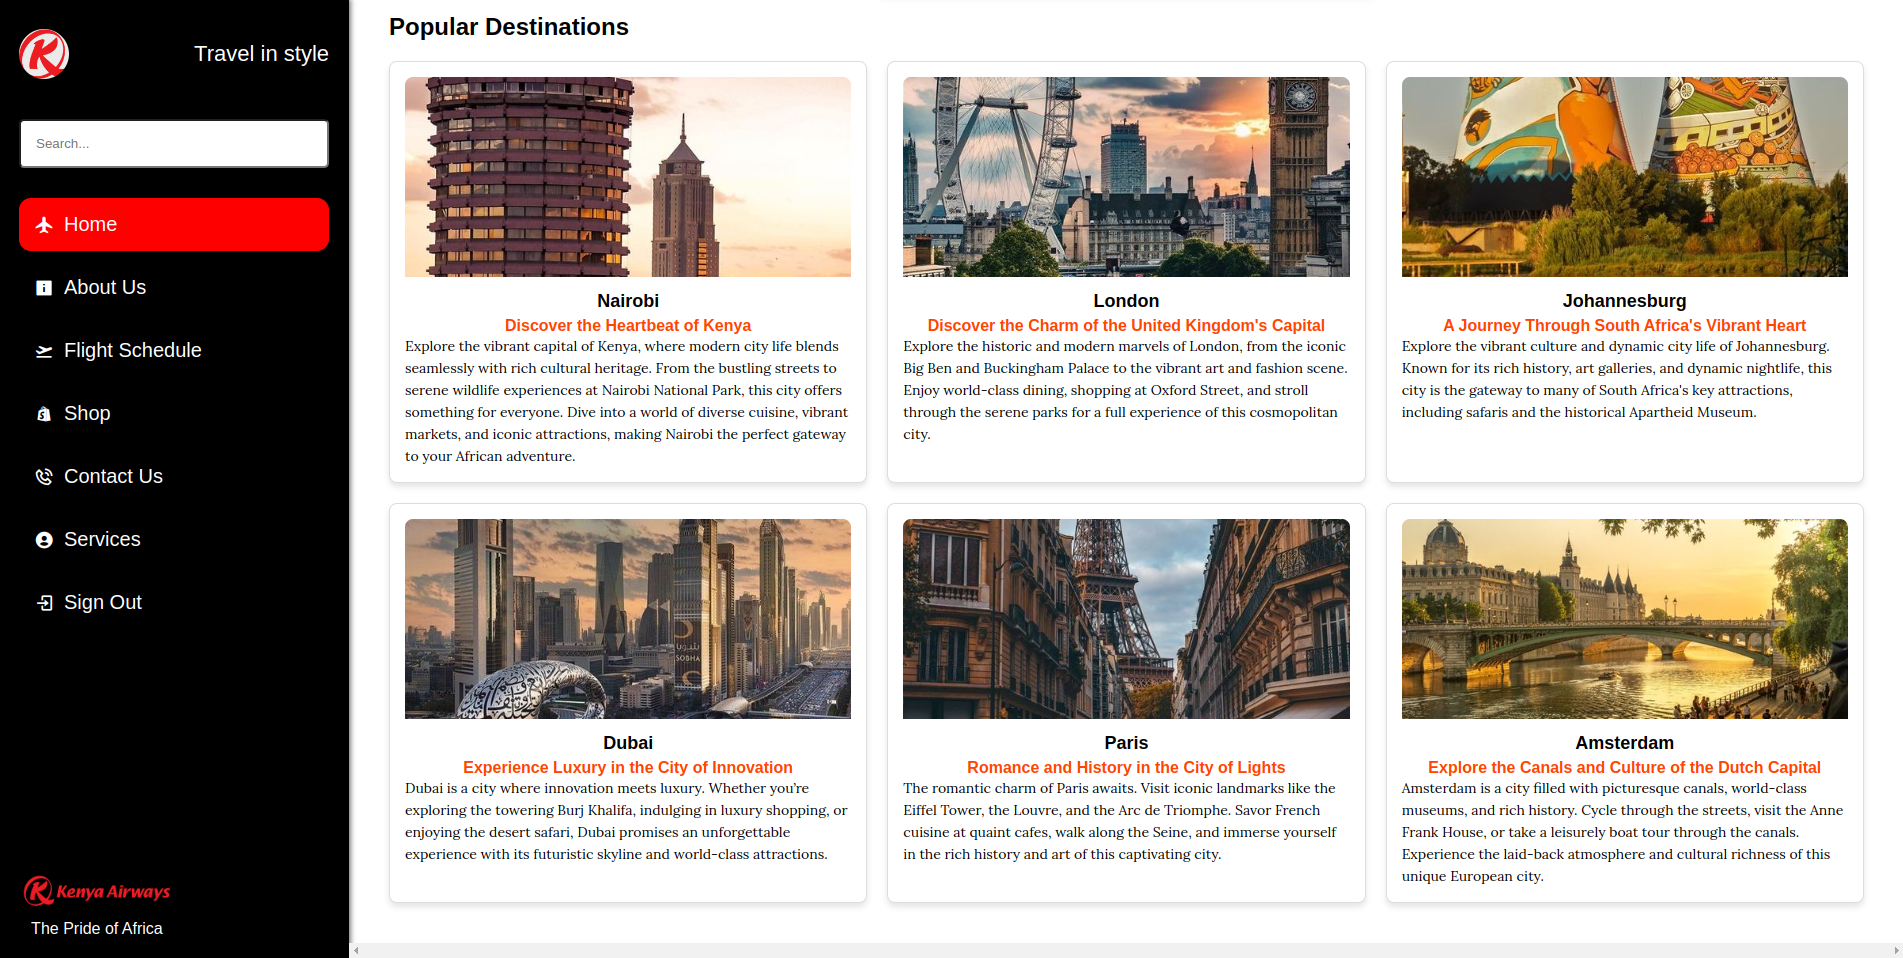 Travel in style
Search...
Home
About Us
Flight Schedule
Shop
Contact Us
Services
Sign Out
Kenya Airways
The Pride of Africa
Popular Destinations
Nairobi
Discover the Heartbeat of Kenya
Explore the vibrant capital of Kenya, where modern city life blends
seamlessly with rich cultural heritage. From the bustling streets to
serene wildlife experiences at Nairobi National Park, this city offers
something for everyone. Dive into a world of diverse cuisine, vibrant
markets, and iconic attractions, making Nairobi the perfect gateway
to your African adventure.
London
Discover the Charm of the United Kingdom's Capital
Explore the historic and modern marvels of London, from the iconic
Big Ben and Buckingham Palace to the vibrant art and fashion scene.
Enjoy world-class dining, shopping at Oxford Street, and stroll
through the serene parks for a full experience of this cosmopolitan
city.
Johannesburg
A Journey Through South Africa's Vibrant Heart
Explore the vibrant culture and dynamic city life of Johannesburg.
Known for its rich history, art galleries, and dynamic nightlife, this
city is the gateway to many of South Africa's key attractions,
including safaris and the historical Apartheid Museum.
SOBHA
Dubai
Experience Luxury in the City of Innovation
Dubai is a city where innovation meets luxury. Whether you’re
exploring the towering Burj Khalifa, indulging in luxury shopping, or
enjoying the desert safari, Dubai promises an unforgettable
experience with its futuristic skyline and world-class attractions.
Paris
Romance and History in the City of Lights
The romantic charm of Paris awaits. Visit iconic landmarks like the
Eiffel Tower, the Louvre, and the Arc de Triomphe. Savor French
cuisine at quaint cafes, walk along the Seine, and immerse yourself
in the rich history and art of this captivating city.
Amsterdam
Explore the Canals and Culture of the Dutch Capital
Amsterdam is a city filled with picturesque canals, world-class
museums, and rich history. Cycle through the streets, visit the Anne
Frank House, or take a leisurely boat tour through the canals.
Experience the laid-back atmosphere and cultural richness of this
unique European city.